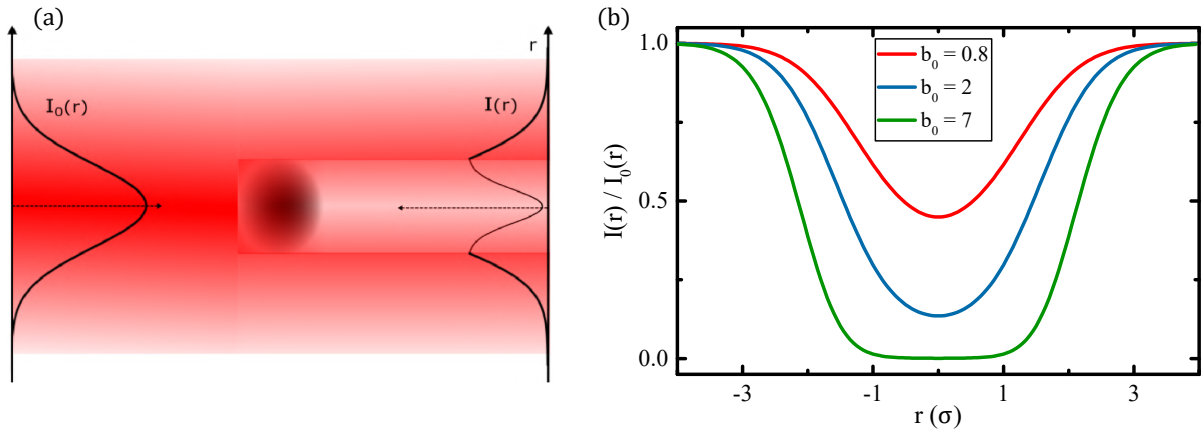 (a)
r
I₀(r)
I(r)
(b)
I(r) / I₀(r)
1.0
0.5
0.0
b₀ = 0.8
b₀ = 2
b₀ = 7
-3
-1
1
3
r (σ)